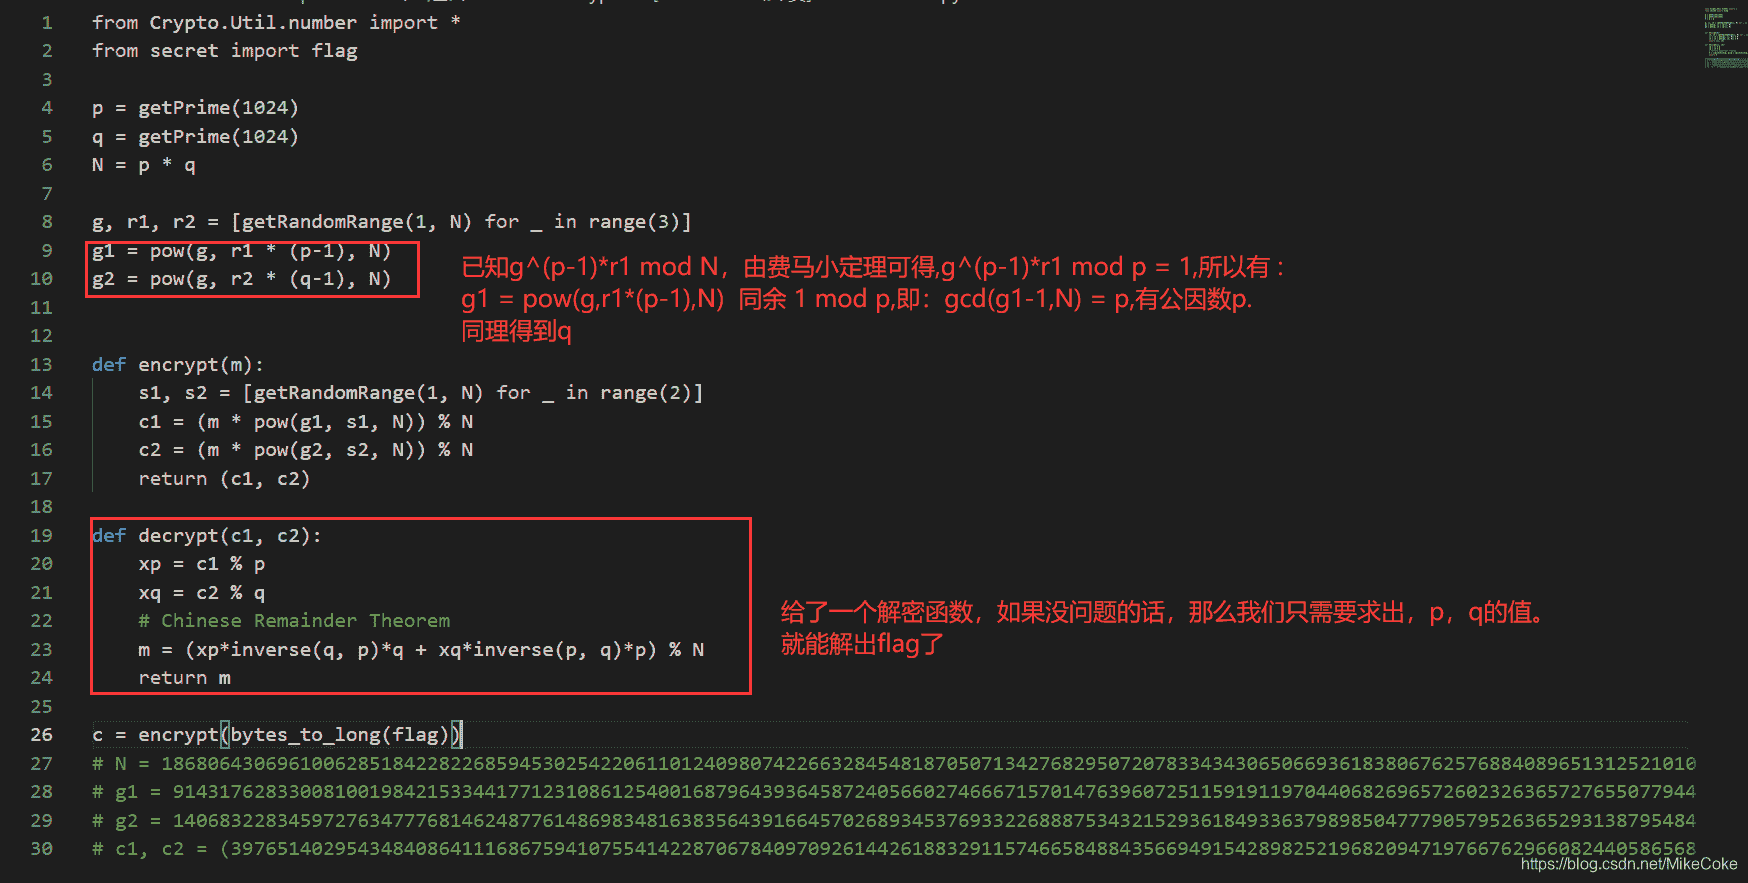 1 from Crypto.Util.number import *
2 from secret import flag
3
4 p = getPrime(1024)
5 q = getPrime(1024)
6 N = p * q
7
8 g, r1, r2 = [getRandomRange(1, N) for _ in range(3)]
9 g1 = pow(g, r1 * (p-1), N)
10 g2 = pow(g, r2 * (q-1), N)
已知g^(p-1)*r1 mod N，由费马小定理可得,g^(p-1)*r1 mod p = 1,所以有：
g1 = pow(g,r1*(p-1),N) 同余 1 mod p,即：gcd(g1-1,N) = p,有公因数p.
同理得到q
11
12
13 def encrypt(m):
14 s1, s2 = [getRandomRange(1, N) for _ in range(2)]
15 c1 = (m * pow(g1, s1, N)) % N
16 c2 = (m * pow(g2, s2, N)) % N
17 return (c1, c2)
18
19 def decrypt(c1, c2):
20 xp = c1 % p
21 xq = c2 % q
22 # Chinese Remainder Theorem
23 m = (xp*inverse(q, p)*q + xq*inverse(p, q)*p) % N
24 return m
给了一个解密函数，如果没问题的话，那么我们只需要求出，p，q的值。
就能解出flag了
25
26 c = encrypt(bytes_to_long(flag))
27 # N =
28 # g1 =
29 # g2 =
30 # c1, c2 =
https://blog.csdn.net/MikeCoke